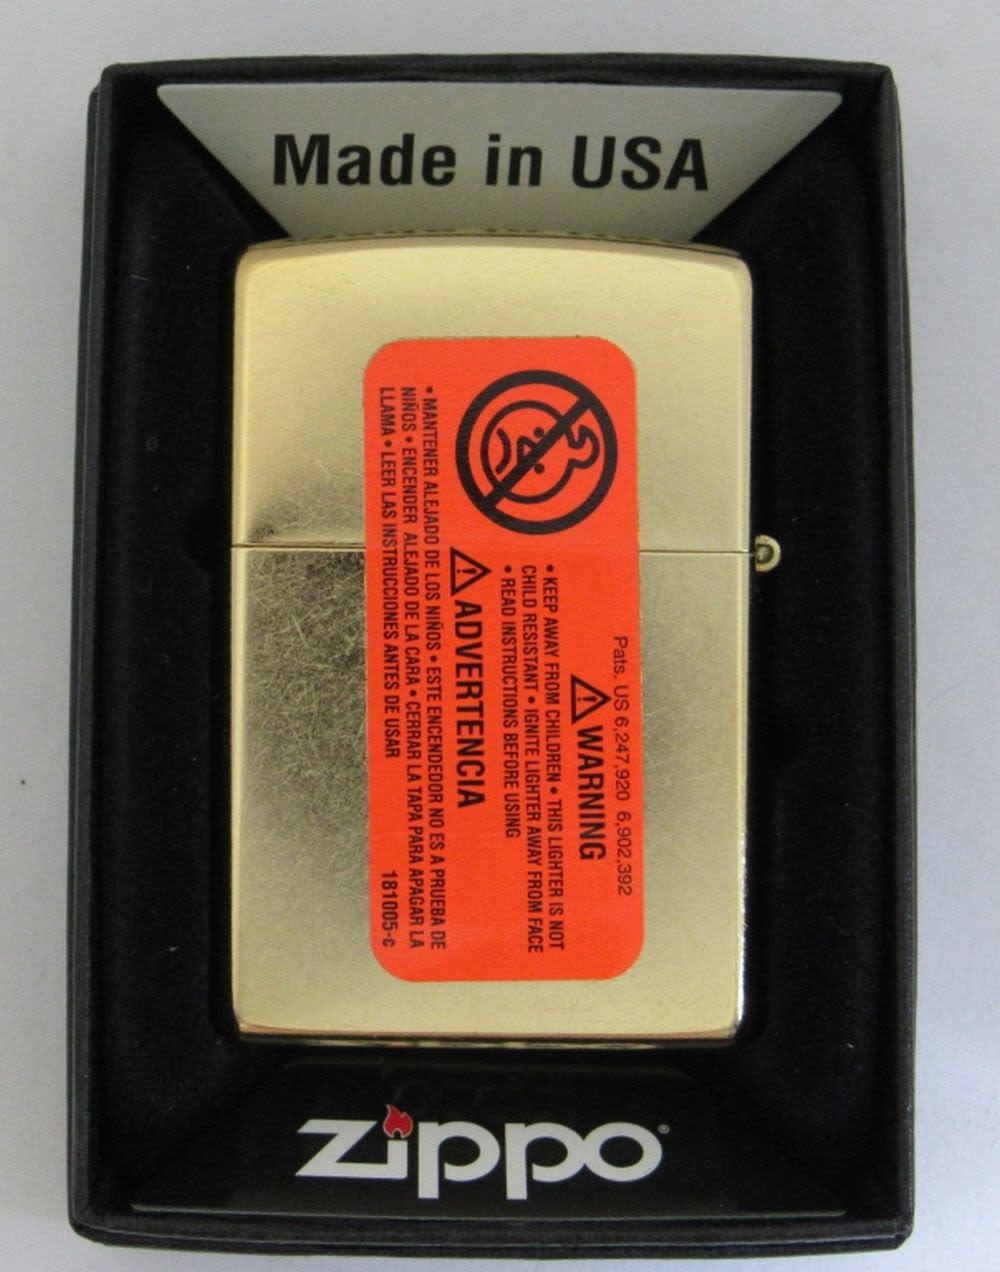 Made in USA
Pats. US 6,247,920 6,902,392
WARNING
• KEEP AWAY FROM CHILDREN • THIS LIGHTER IS NOT
CHILD RESISTANT • IGNITE LIGHTER AWAY FROM FACE
• READ INSTRUCTIONS BEFORE USING
ADVERTENCIA
• MANTENER ALEJADO DE LOS NIÑOS • ESTE ENCENDEDOR NO ES A PRUEBA DE
NIÑOS • ENCENDER ALEJADO DE LA CARA • CERRAR LA TAPA PARA APAGAR LA
LLAMA • LEER LAS INSTRUCCIONES ANTES DE USAR
181005-c
zippo®